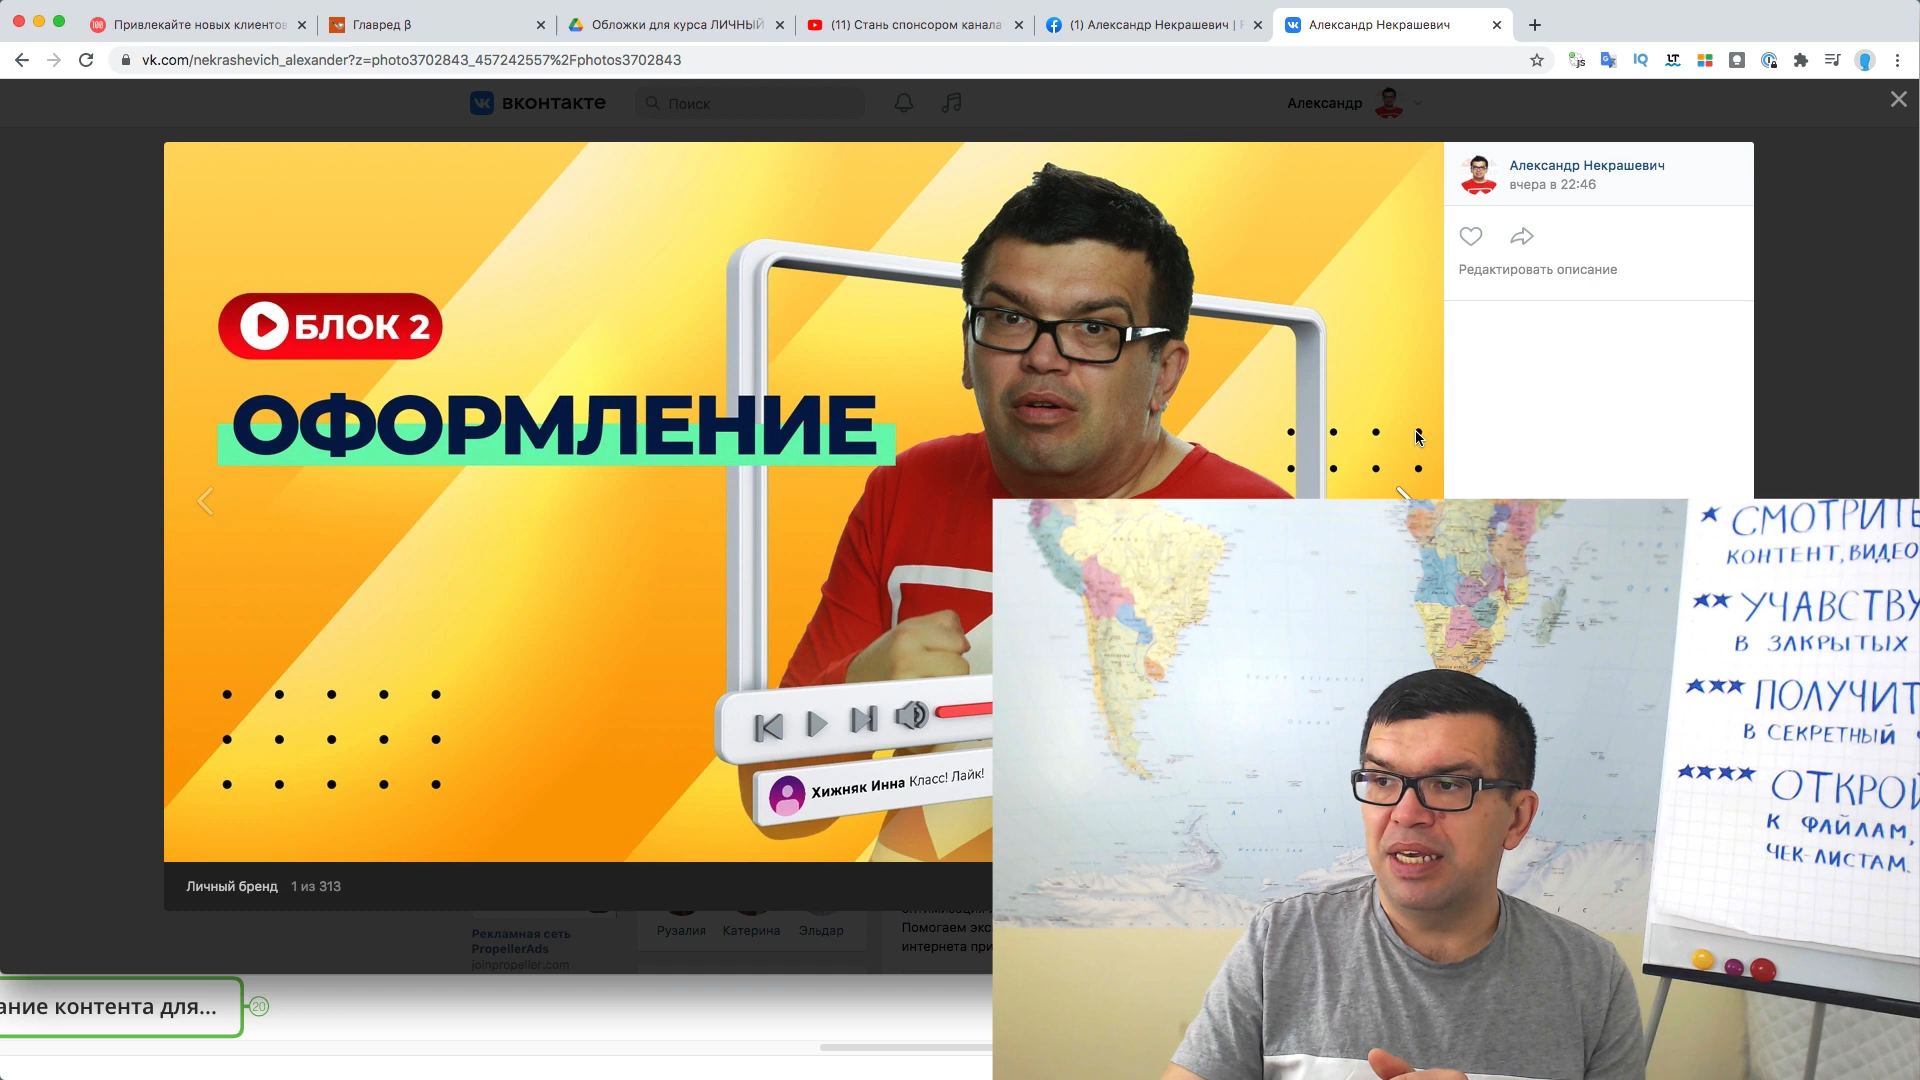 Привлекайте новых клиентов
Главред β
Обложки для курса ЛИЧНЫЙ
(11) Стань спонсором канала
(1) Александр Некрашевич | F
Александр Некрашевич
vk.com/nekrashevich_alexander?z=photo3702843_457242557%2Fphotos3702843
вконтакте
Поиск
Александр
Александр Некрашевич
вчера в 22:46
Редактировать описание
БЛОК 2
ОФОРМЛЕНИЕ
Хижняк Инна Класс! Лайк!
Личный бренд 1 из 313
Рекламная сеть
PropellerAds
joinpropeller.com
Рузалия Катерина Эльдар
Помогаем экс
интернета при
ание контента для...
20
★ СМОТРИТЕ
КОНТЕНТ, ВИДЕО
★★ УЧАВСТВУ
В ЗАКРЫТЫХ
★★★ ПОЛУЧИТ
В СЕКРЕТНЫЙ
★★★★ ОТКРОЙ
К ФАЙЛАМ,
ЧЕК-ЛИСТАМ.